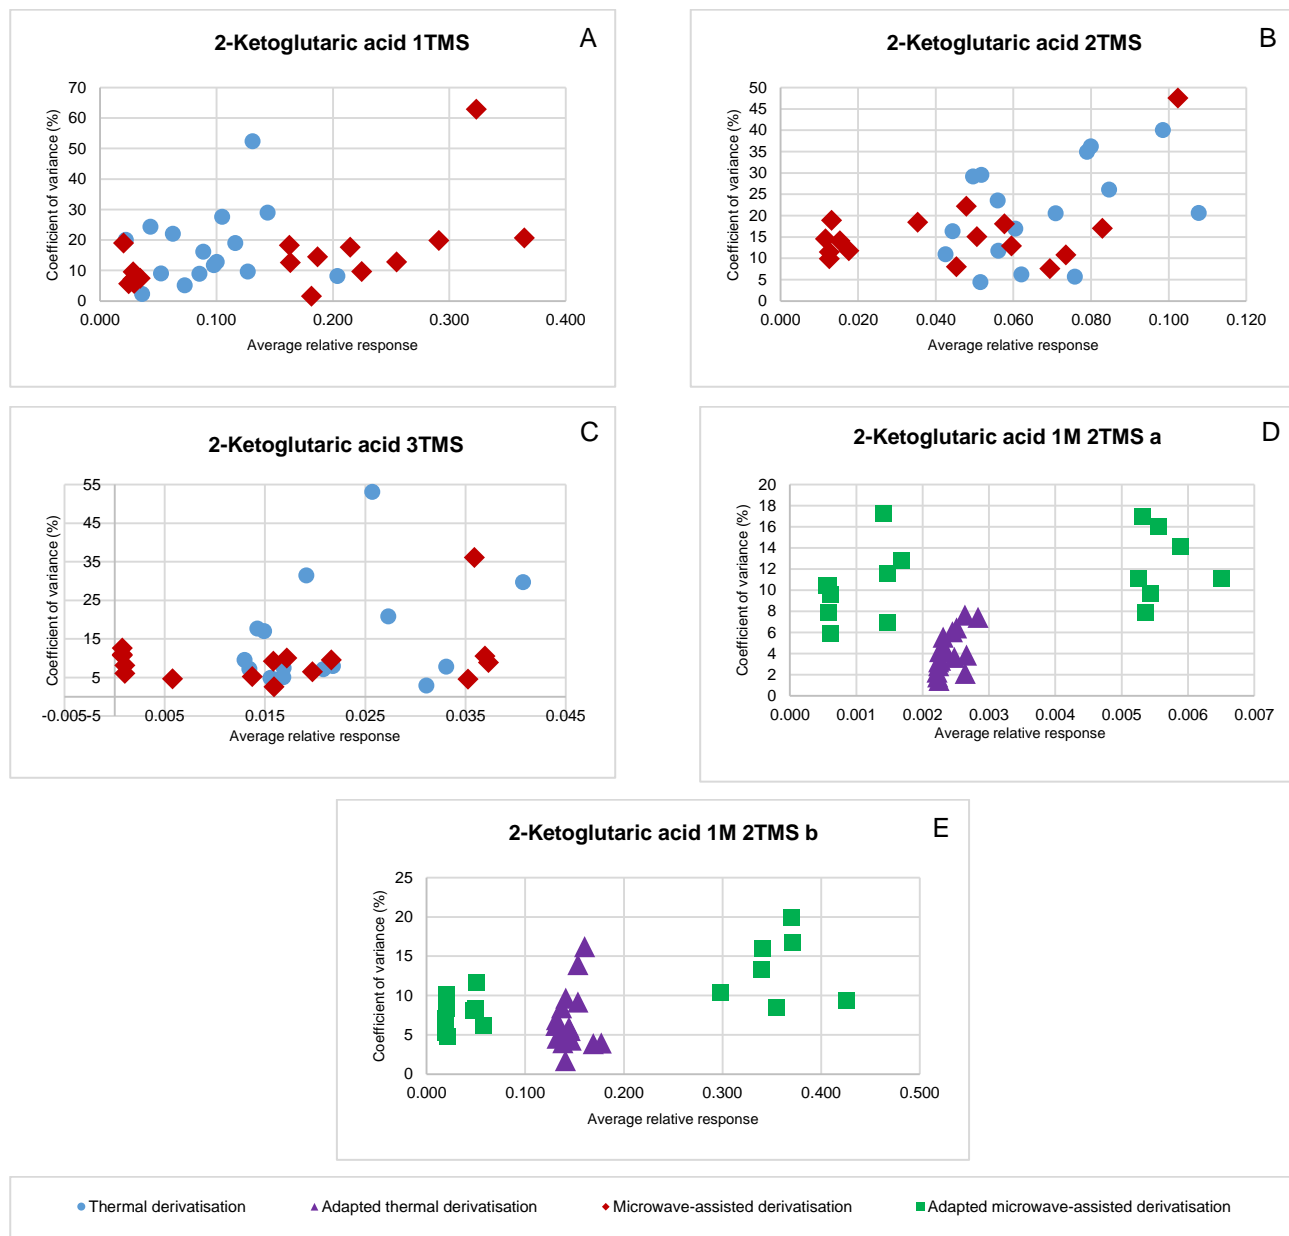 2-Ketoglutaric acid 1TMS
A
Coefficient of variance (%)
70
60
50
40
30
20
10
0
0.000 0.100 0.200 0.300 0.400
Average relative response
2-Ketoglutaric acid 2TMS
B
Coefficient of variance (%)
50
45
40
35
30
25
20
15
10
5
0
0.000 0.020 0.040 0.060 0.080 0.100 0.120
Average relative response
2-Ketoglutaric acid 3TMS
C
Coefficient of variance (%)
55
45
35
25
15
5
-0.005 -5 0.005 0.015 0.025 0.035 0.045
Average relative response
2-Ketoglutaric acid 1M 2TMS a
D
Coefficient of variance (%)
20
18
16
14
12
10
8
6
4
2
0
0.000 0.001 0.002 0.003 0.004 0.005 0.006 0.007
Average relative response
2-Ketoglutaric acid 1M 2TMS b
E
Coefficient of variance (%)
25
20
15
10
5
0
0.000 0.100 0.200 0.300 0.400 0.500
Average relative response
Thermal derivatisation Adapted thermal derivatisation Microwave-assisted derivatisation Adapted microwave-assisted derivatisation